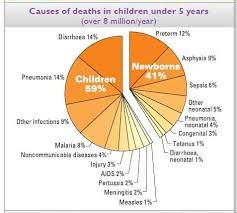 Causes of deaths in children under 5 years
(over 8 million/year)
Diarrhoea 14%
Preterm 12%
Asphyxia 9%
Pneumonia 14%
Newborns
41%
Children
59%
Sepsis 6%
Other
neonatal 5%
Pneumonia,
neonatal 4%
Other infections 9%
Congenital 3%
Tetanus 1%
Malaria 8%
Diarrhoea,
neonatal 1%
Noncommunicable diseases 4%
Injury 3%
AIDS 2%
Pertussis 2%
Meningitis 2%
Measles 1%